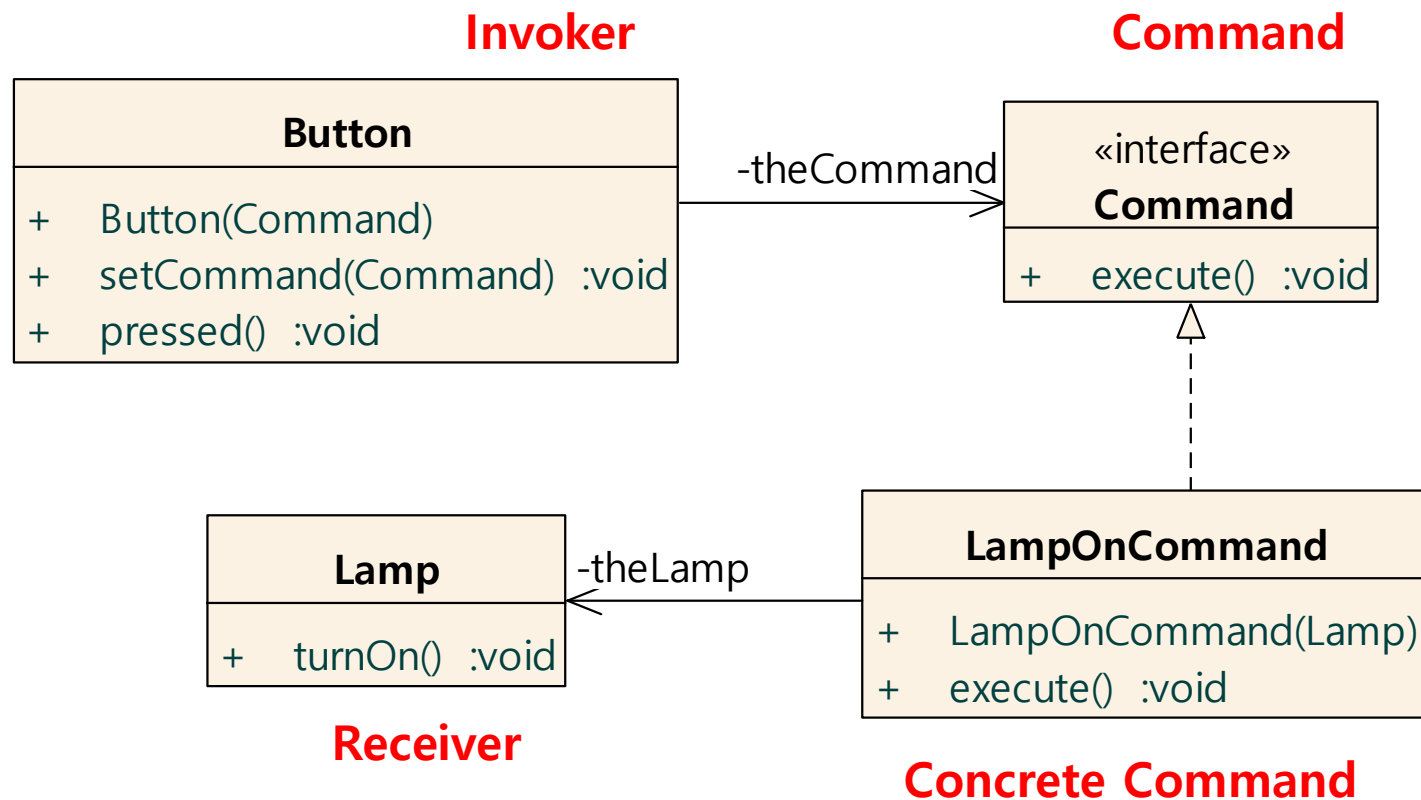 Invoker
Command
Button
+ Button(Command)
+ setCommand(Command) :void
+ pressed() :void
-theCommand
«interface»
Command
+ execute() :void
Lamp
+ turnOn() :void
-theLamp
LampOnCommand
+ LampOnCommand(Lamp)
+ execute() :void
Receiver
Concrete Command